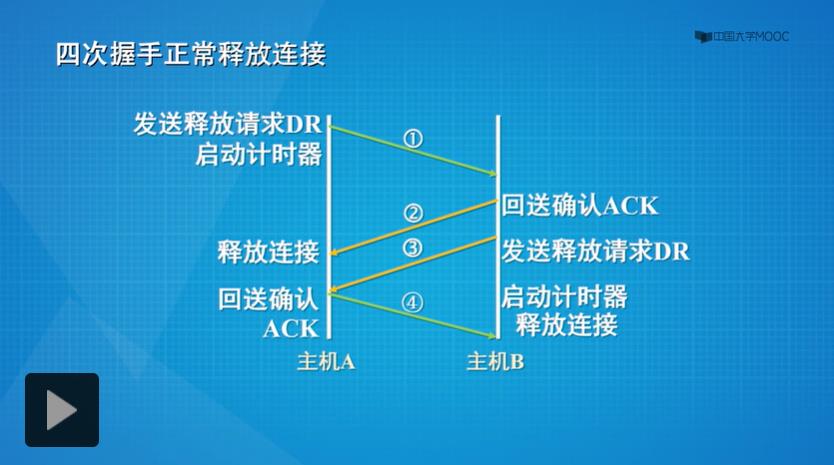 四次握手正常释放连接
中国大学MOOC
发送释放请求DR
启动计时器
①
回送确认ACK
②
释放连接
③
发送释放请求DR
回送确认
ACK
④
启动计时器
释放连接
主机A
主机B